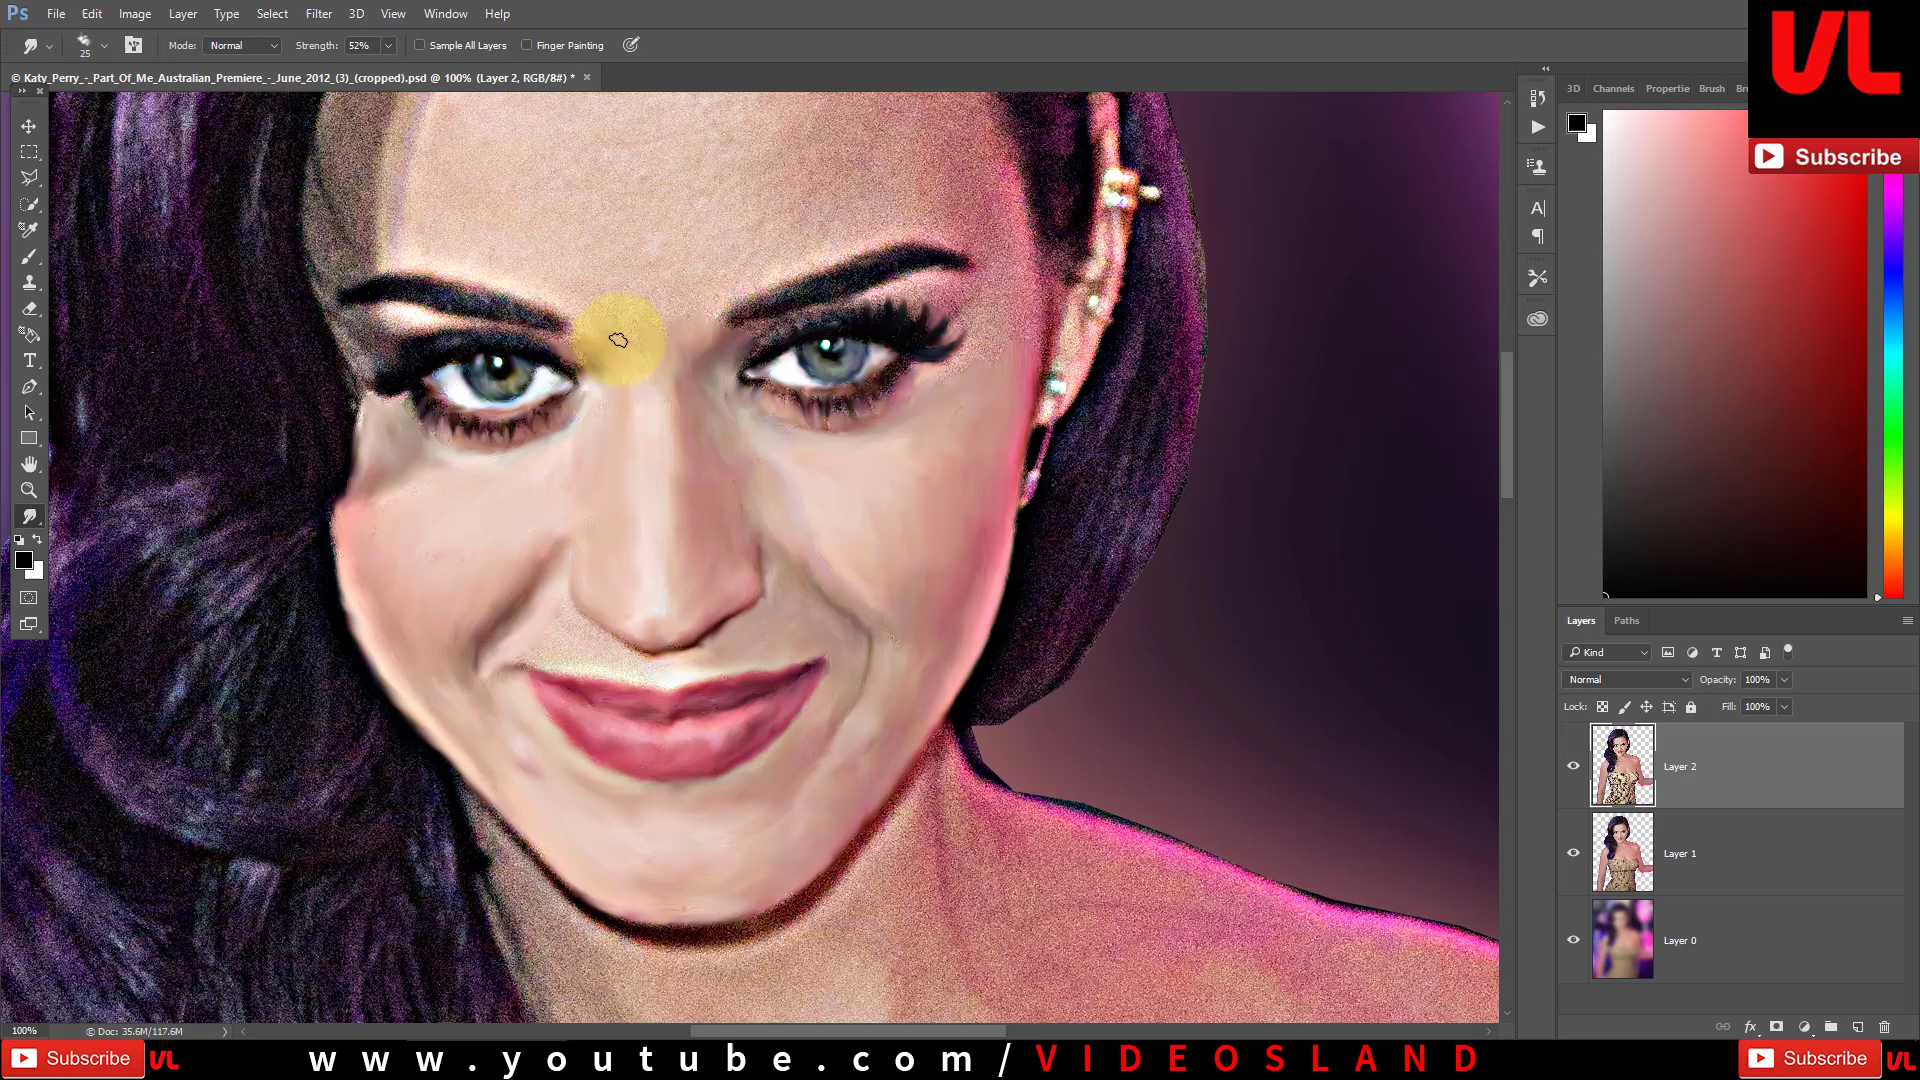 Ps File Edit Image Layer Type Select Filter 3D View Window Help
25 Mode: Normal Strength: 52% Sample All Layers Finger Painting
© Katy_Perry_-_Part_Of_Me_Australian_Premiere_-_June_2012_(3)_(cropped).psd @ 100% (Layer 2, RGB/8#) *
3D Channels Propertie Brush
VL
Subscribe
Layers Paths
Kind
Normal Opacity: 100%
Lock: Fill: 100%
Layer 2
Layer 1
Layer 0
100% © Doc: 35.6M/117.6M
Subscribe VL www.youtube.com/VIDEOSLAND Subscribe VL